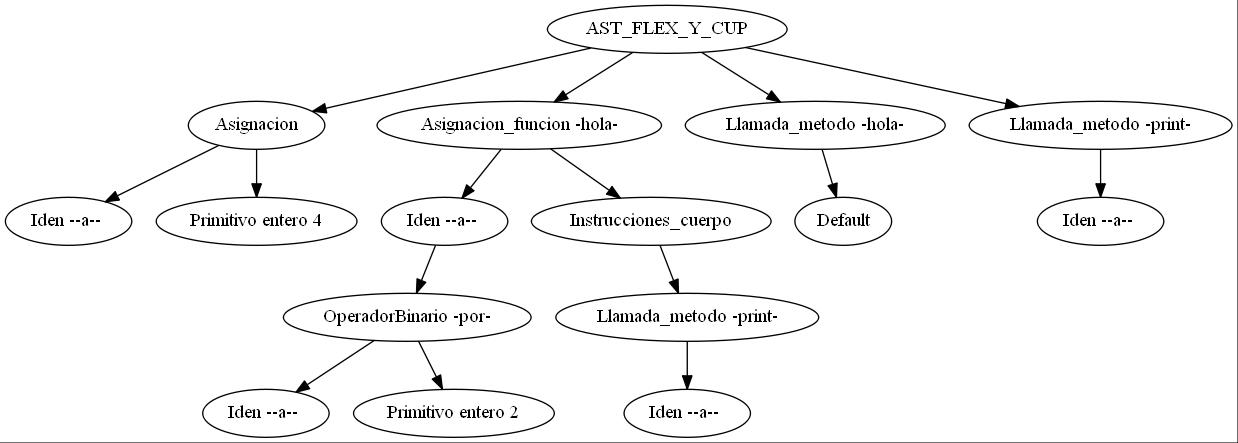 AST_FLEX_Y_CUP
Asignacion
Asignacion_funcion -hola-
Llamada_metodo -hola-
Llamada_metodo -print-
Iden --a--
Primitivo entero 4
Iden --a--
Instrucciones_cuerpo
Default
Iden --a--
OperadorBinario -por-
Llamada_metodo -print-
Iden --a--
Primitivo entero 2
Iden --a--